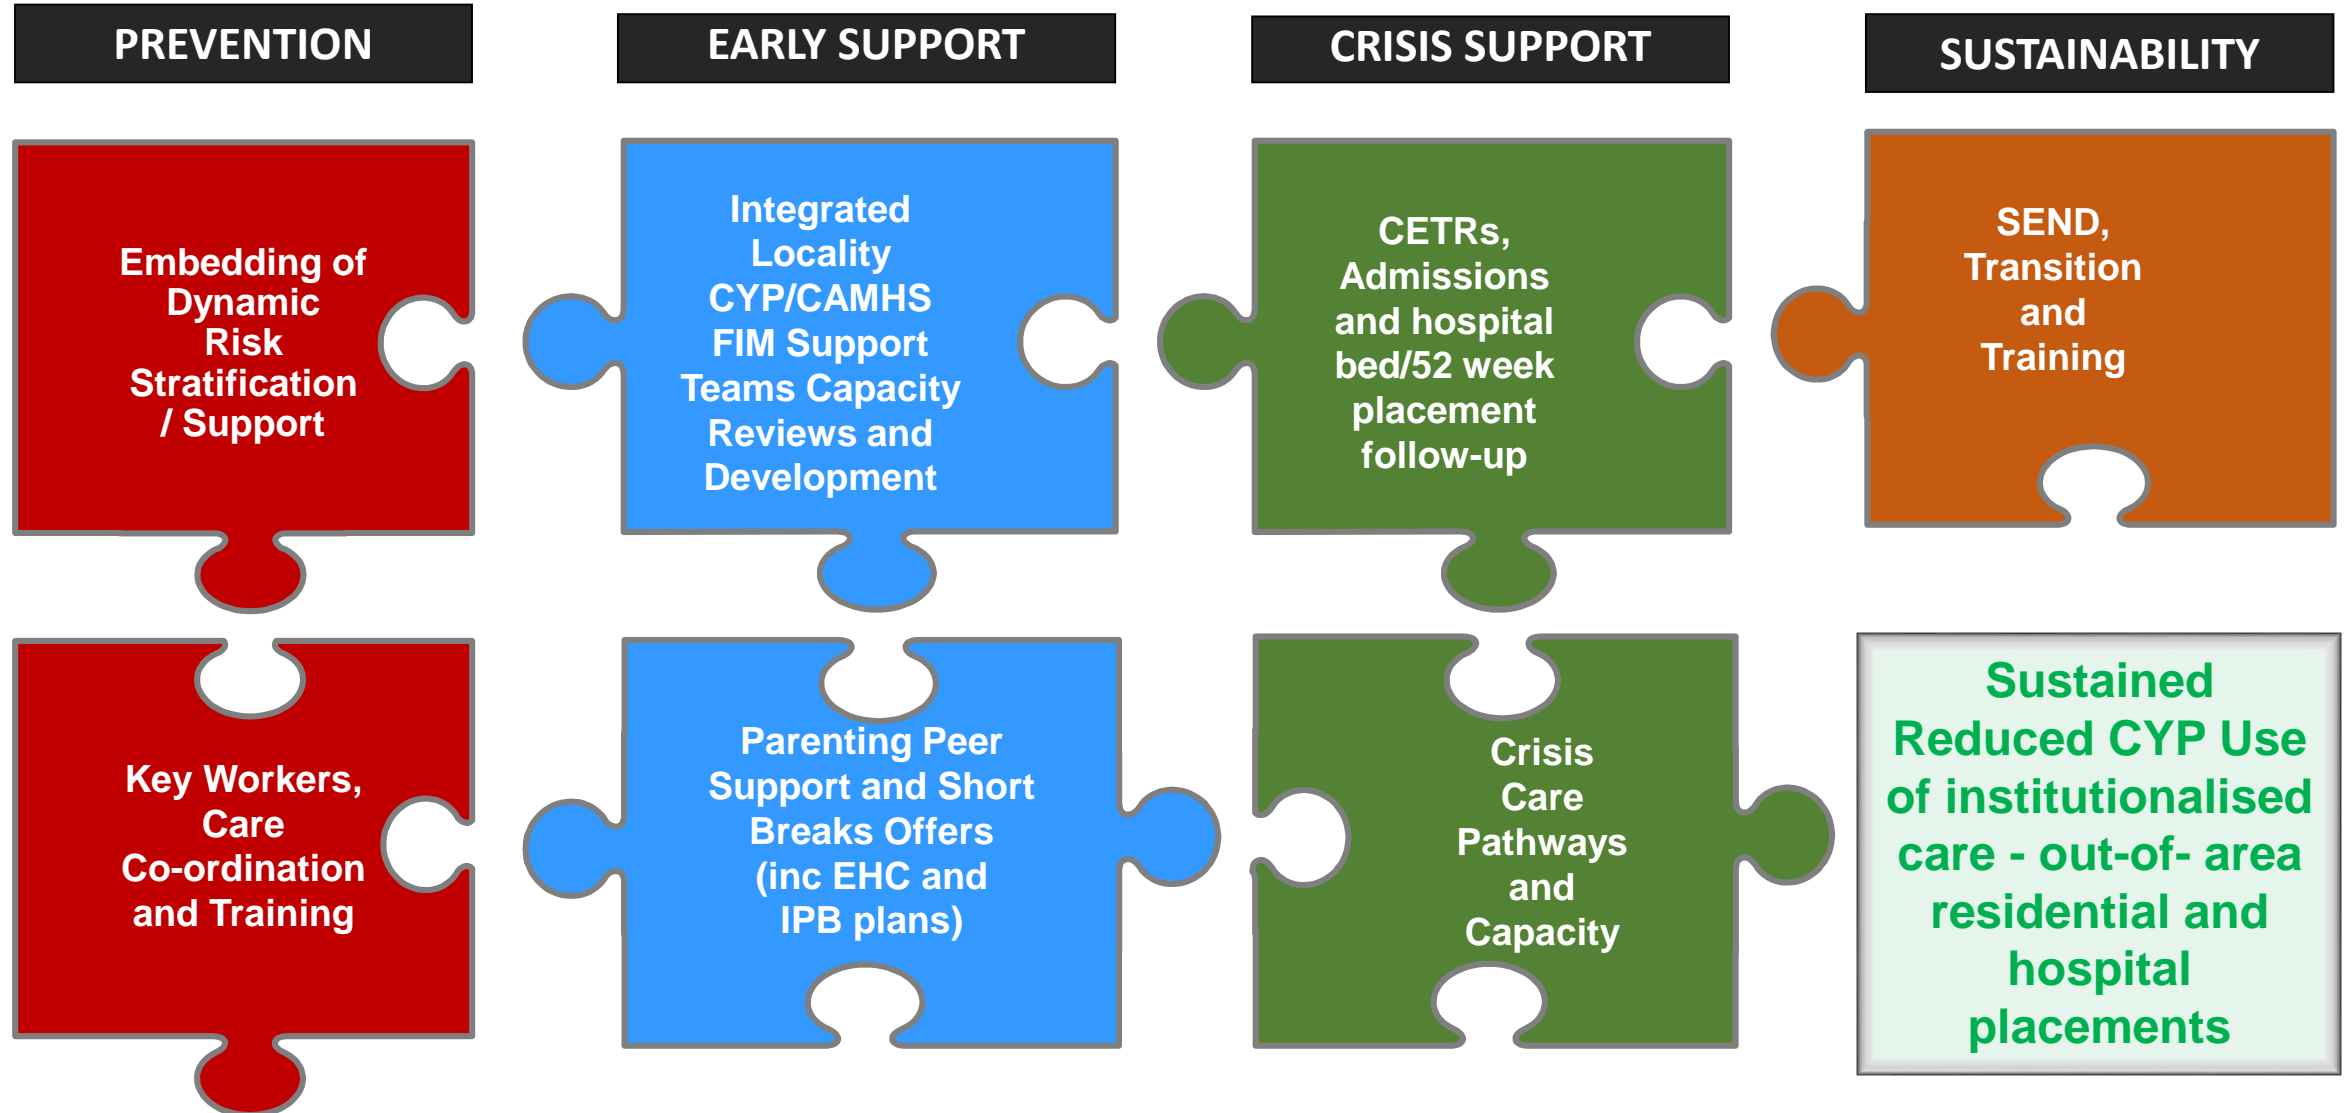 PREVENTION
EARLY SUPPORT
CRISIS SUPPORT
SUSTAINABILITY
Embedding of
Dynamic
Risk
Stratification
/ Support
Integrated
Locality
CYP/CAMHS
FIM Support
Teams Capacity
Reviews and
Development
CETRs,
Admissions
and hospital
bed/52 week
placement
follow-up
SEND,
Transition
and
Training
Key Workers,
Care
Co-ordination
and Training
Parenting Peer
Support and Short
Breaks Offers
(inc EHC and
IPB plans)
Crisis
Care
Pathways
and
Capacity
Sustained
Reduced CYP Use
of institutionalised
care - out-of- area
residential and
hospital
placements